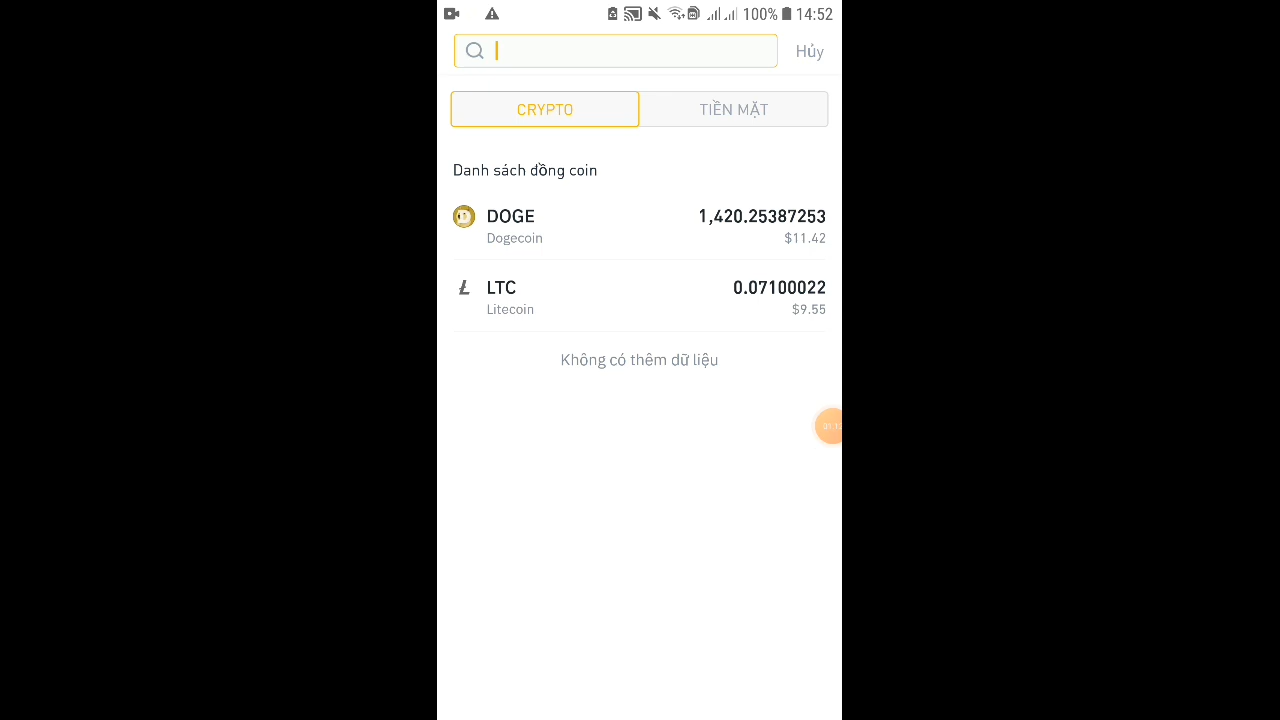 100% 14:52
Hủy
CRYPTO TIỀN MẶT
Danh sách đồng coin
DOGE 1,420.25387253
Dogecoin $11.42
LTC 0.07100022
Litecoin $9.55
Không có thêm dữ liệu